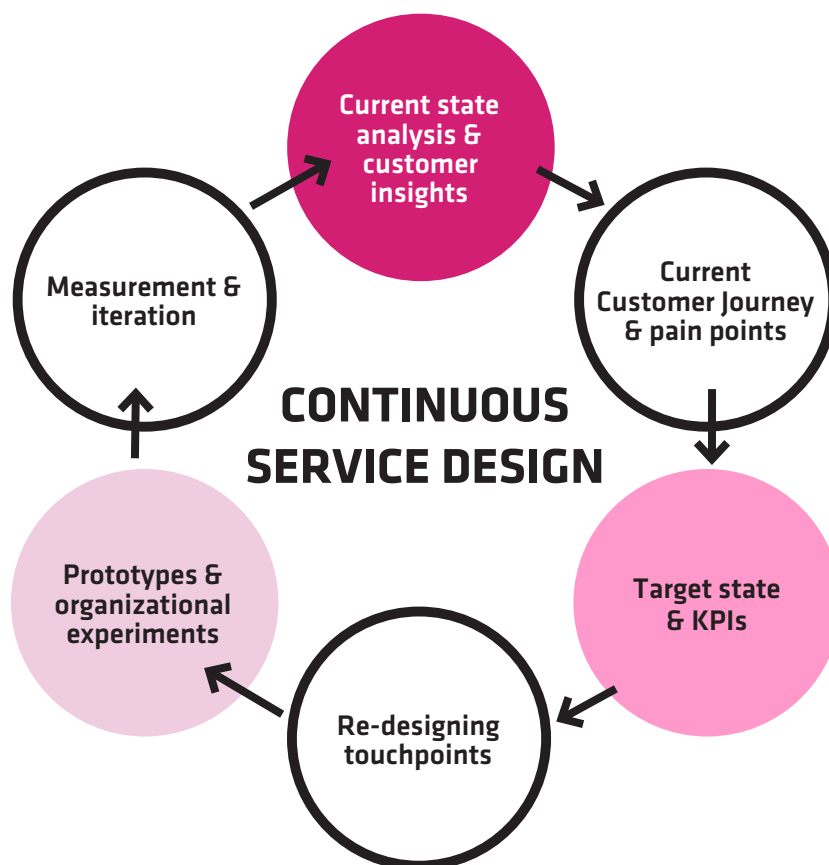 Current state
analysis &
customer
insights
Current
Customer Journey
& pain points
Target state
& KPIs
Re-designing
touchpoints
Prototypes &
organizational
experiments
Measurement &
iteration
CONTINUOUS
SERVICE DESIGN